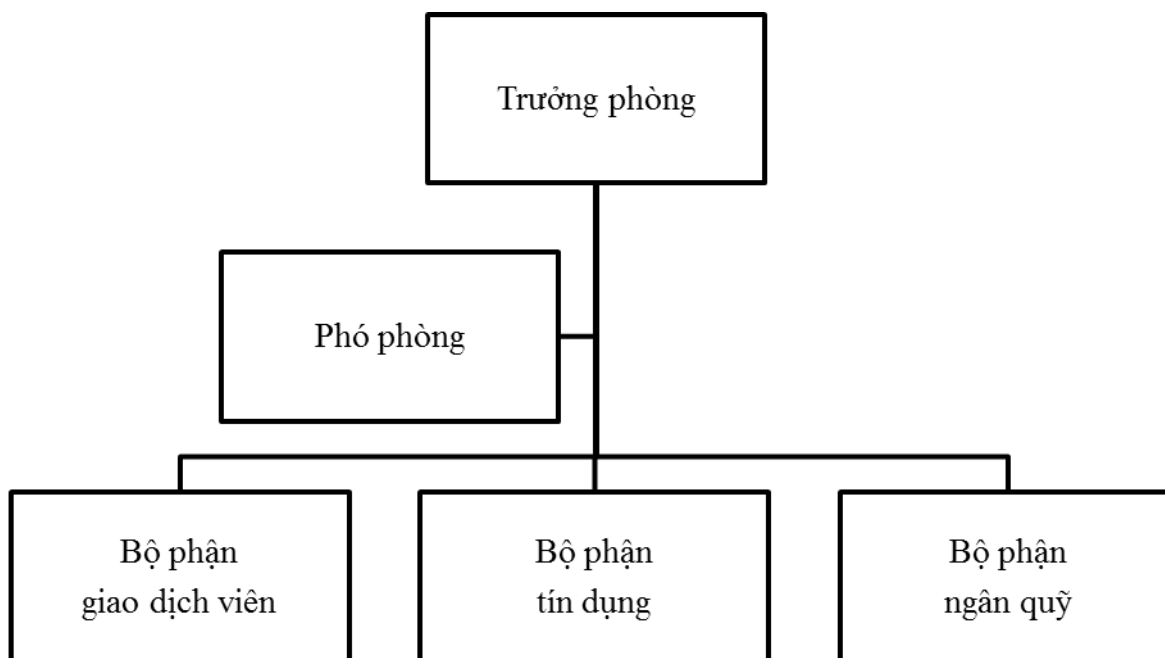 Trưởng phòng
Phó phòng
Bộ phận
giao dịch viên
Bộ phận
tín dụng
Bộ phận
ngân quỹ